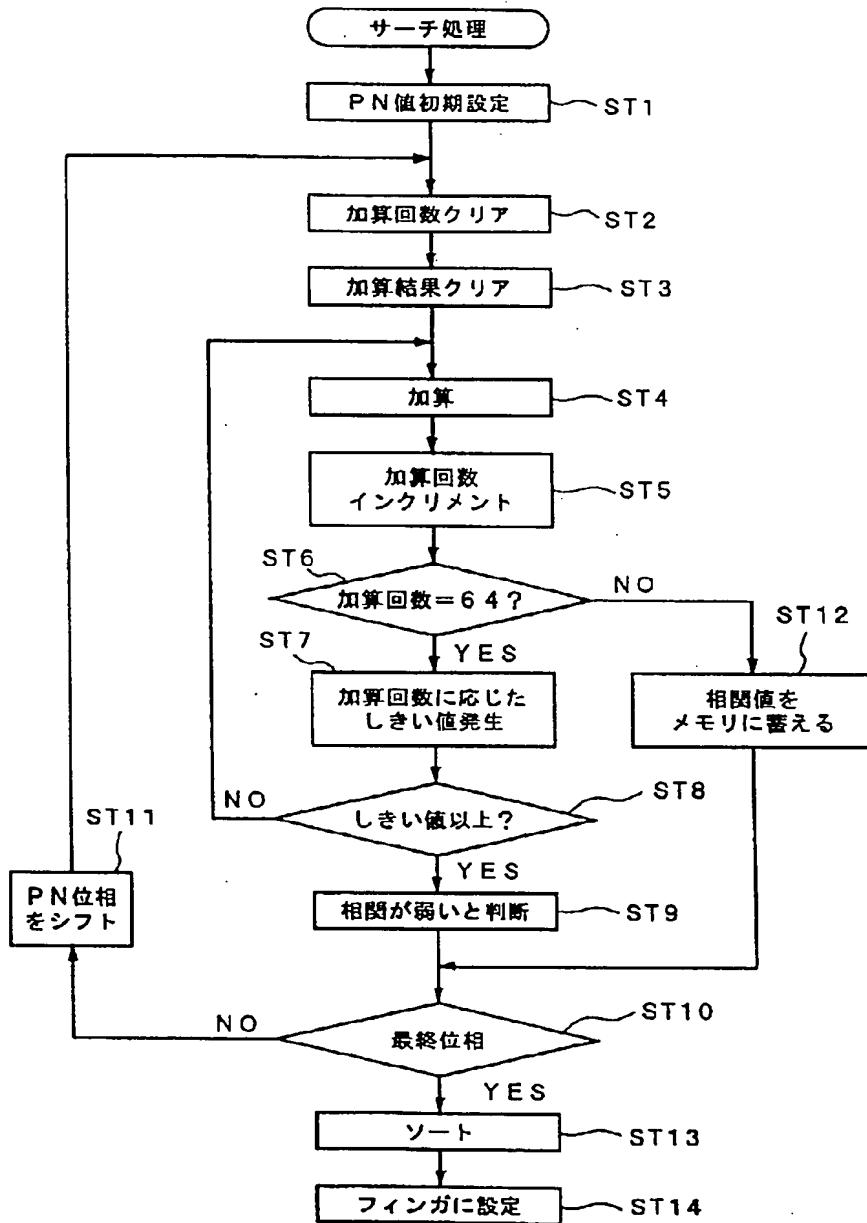 サーチ処理
PN値初期設定
ST1
加算回数クリア
ST2
加算結果クリア
ST3
加算
ST4
加算回数
インクリメント
ST5
ST6
加算回数=64?
NO
YES
ST7
加算回数に応じた
しきい値発生
ST12
相関値を
メモリに蓄える
NO
しきい値以上?
ST8
YES
ST11
PN位相
をシフト
相関が弱いと判断
ST9
NO
最終位相
ST10
YES
ソート
ST13
フィンガに設定
ST14